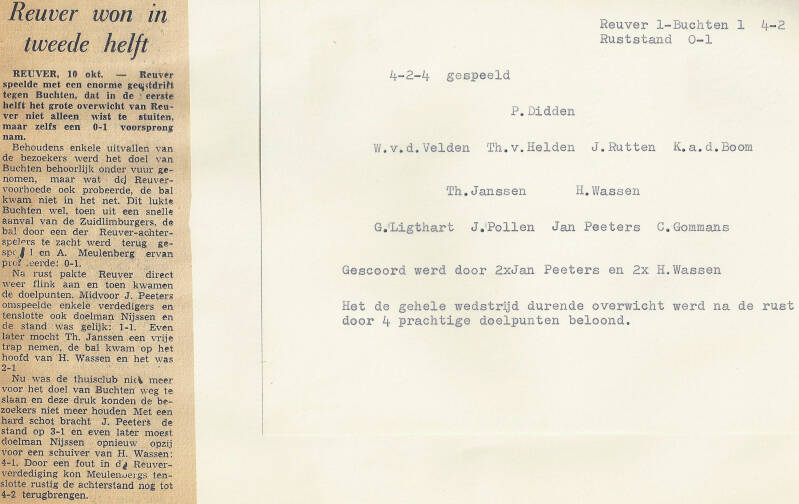 Reuver won in
tweede helft
REUVER, 10 okt. — Reuver
speelde met een enorme geestdrift
tegen Buchten, dat in de eerste
helft het grote overwicht van Reu-
ver niet alleen wist te stuiten,
maar zelfs een 0-1 voorsprong
nam.
Behoudens enkele uitvallen van
de bezoekers werd het doel van
Buchten behoorlijk onder vuur ge-
nomen, maar wat de Reuver-
voorhoede ook probeerde, de bal
kwam niet in het net. Dit lukte
Buchten wel, toen uit een snelle
aanval van de Zuidlimburgers, de
bal door een der Reuver-achter-
spelers te zacht werd terug ge-
speeld en A. Meulenberg ervan
profiteerde: 0-1.
Na rust pakte Reuver direct
weer flink aan en toen kwamen
de doelpunten. Midvoor J. Peeters
omspeelde enkele verdedigers en
tenslotte ook doelman Nijssen en
de stand was gelijk: 1-1. Even
later mocht Th. Janssen een vrije
trap nemen, de bal kwam op het
hoofd van H. Wassen en het was
2-1
Nu was de thuisclub niet meer
voor het doel van Buchten weg te
slaan en deze druk konden de be-
zoekers niet meer houden Met een
hard schot bracht J. Peeters de
stand op 3-1 en even later moest
doelman Nijssen opnieuw opzij
voor een schuiver van H. Wassen:
4-1. Door een fout in de Reuver-
verdediging kon Meulenbergs ten-
slotte rustig de achterstand nog tot
4-2 terugbrengen.
Reuver 1-Buchten 1 4-2
Ruststand 0-1
4-2-4 gespeeld
P.Didden
W.v.d.Velden Th.v.Helden J.Rutten K.a.d.Boom
Th.Janssen H.Wassen
G.Ligthart J.Pollen Jan Peeters C.Gommans
Gescoord werd door 2xJan Peeters en 2x H.Wassen
Het de gehele wedstrijd durende overwicht werd na de rust
door 4 prachtige doelpunten beloond.